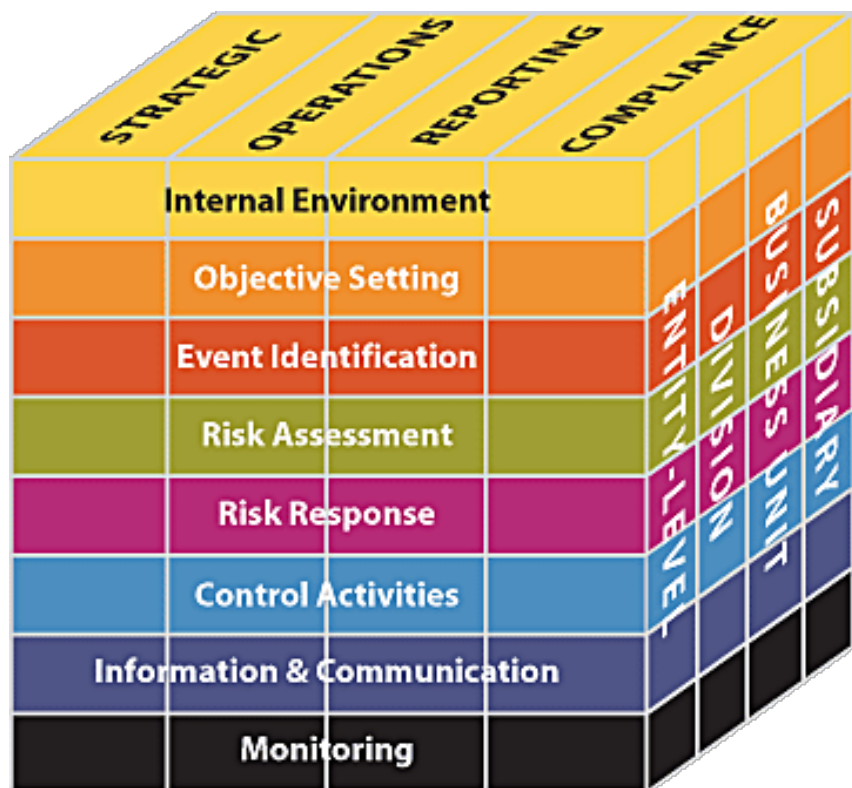 STRATEGIC
OPERATIONS
REPORTING
COMPLIANCE
Internal Environment
Objective Setting
Event Identification
Risk Assessment
Risk Response
Control Activities
Information & Communication
Monitoring
ENTITY-LEVEL
DIVISION
BUSINESS UNIT
SUBSIDIARY